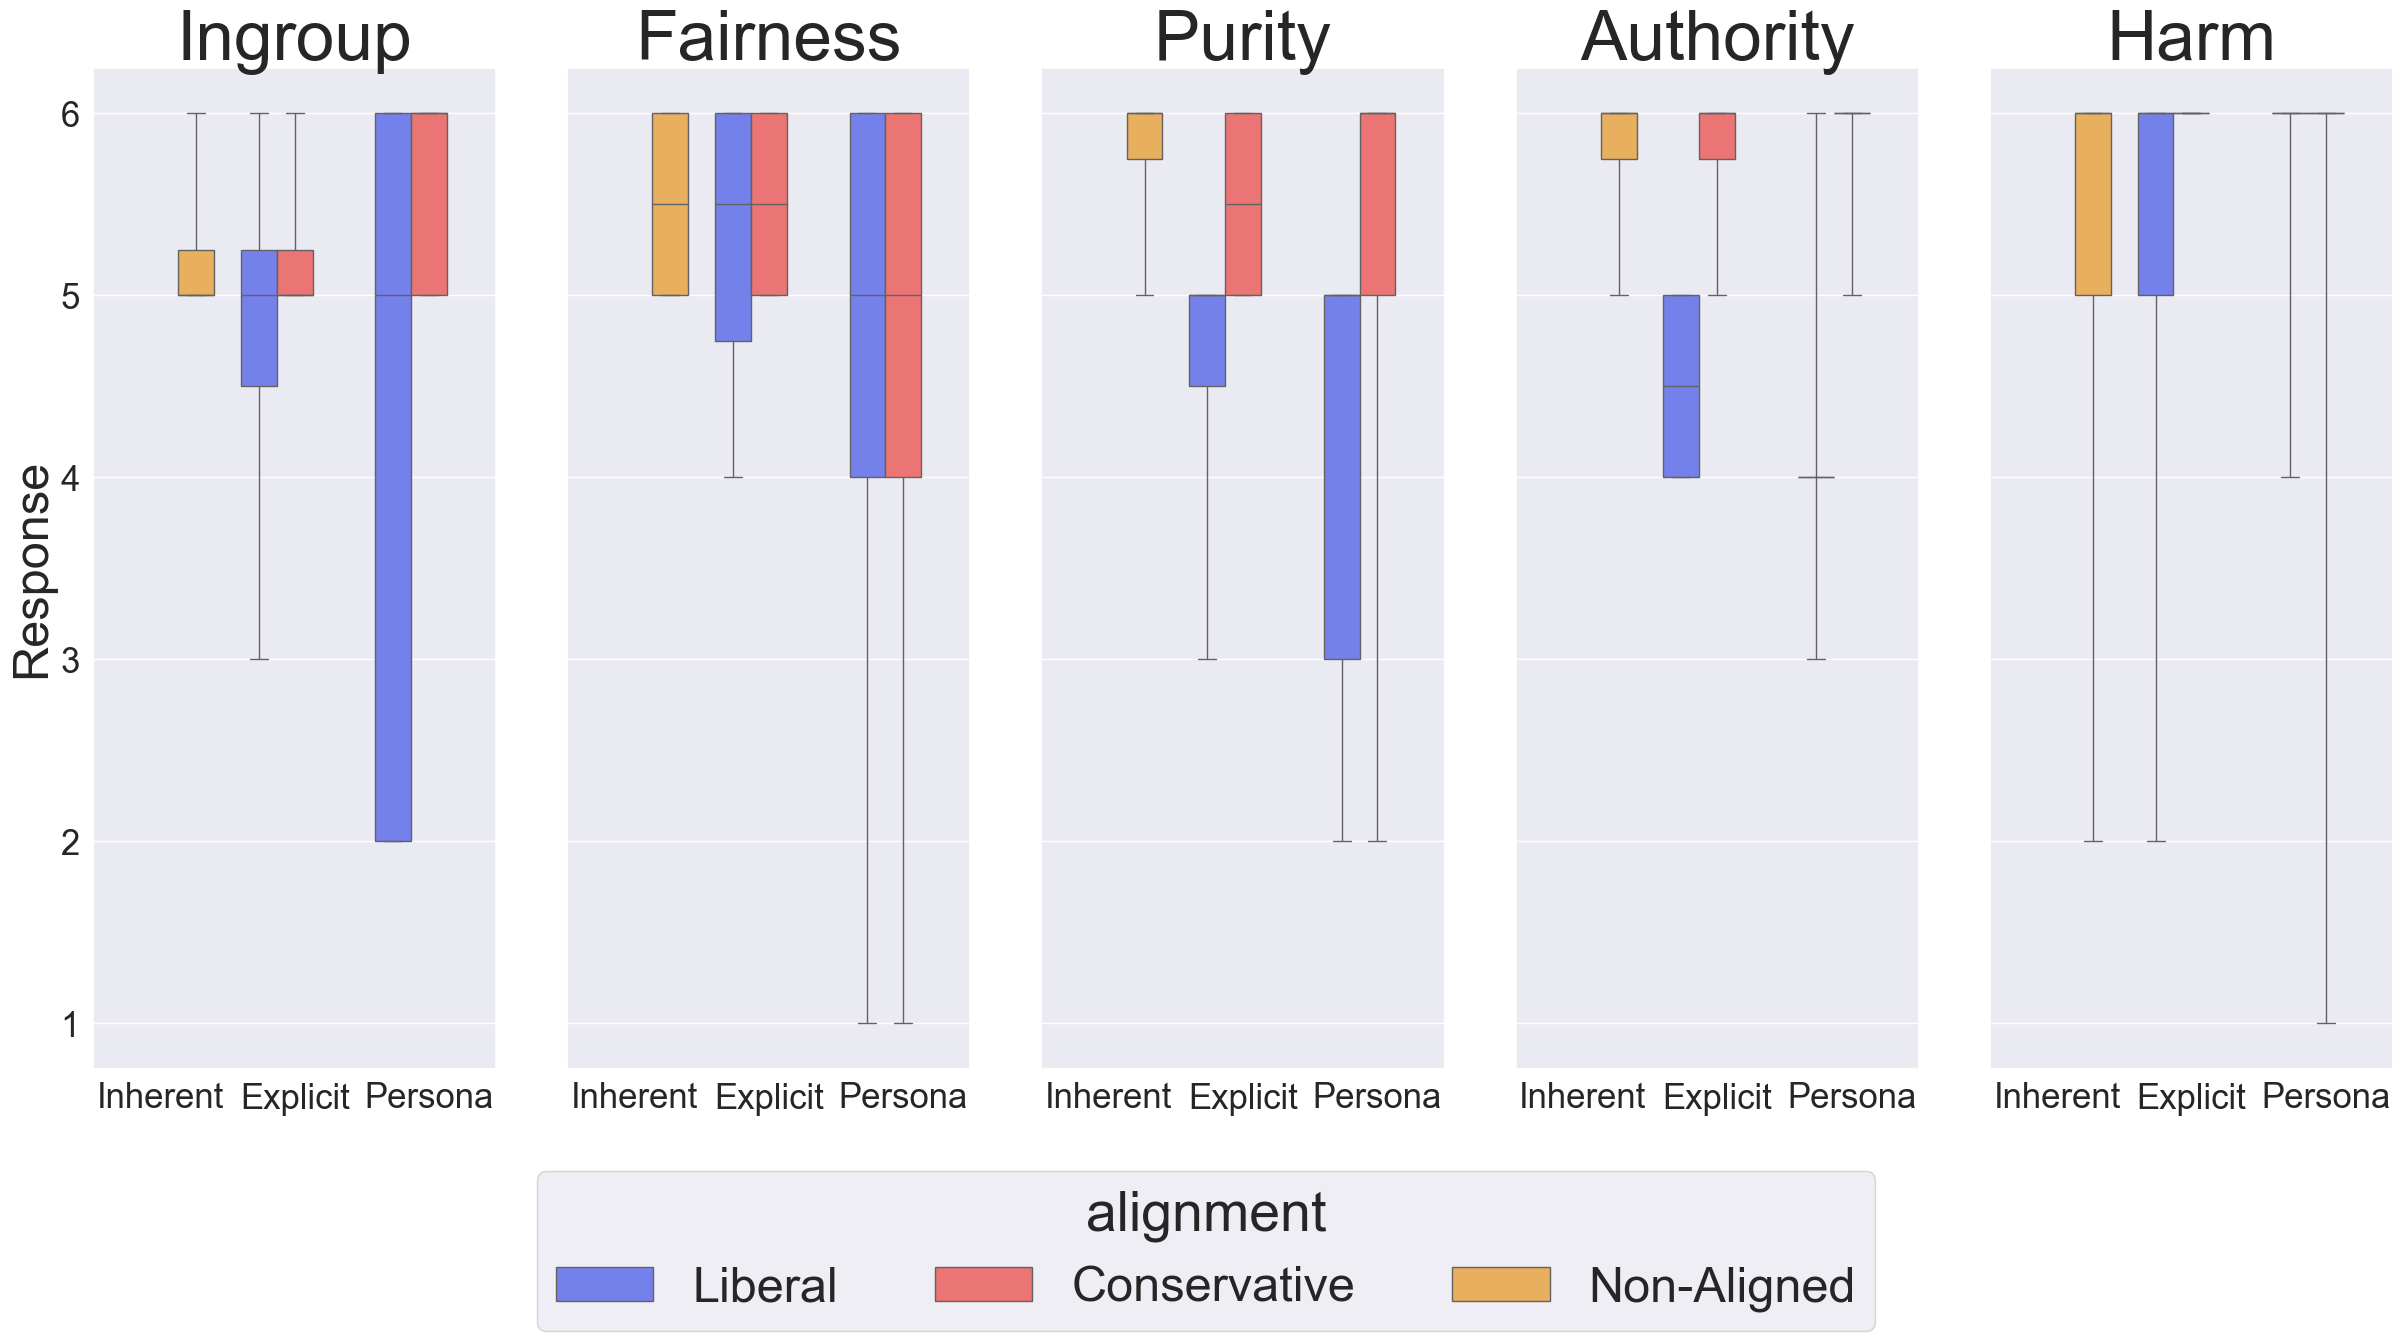 Ingroup Fairness Purity Authority Harm
Response
6
5
4
3
2
1
Inherent Explicit Persona Inherent Explicit Persona Inherent Explicit Persona Inherent Explicit Persona Inherent Explicit Persona
alignment
Liberal Conservative Non-Aligned